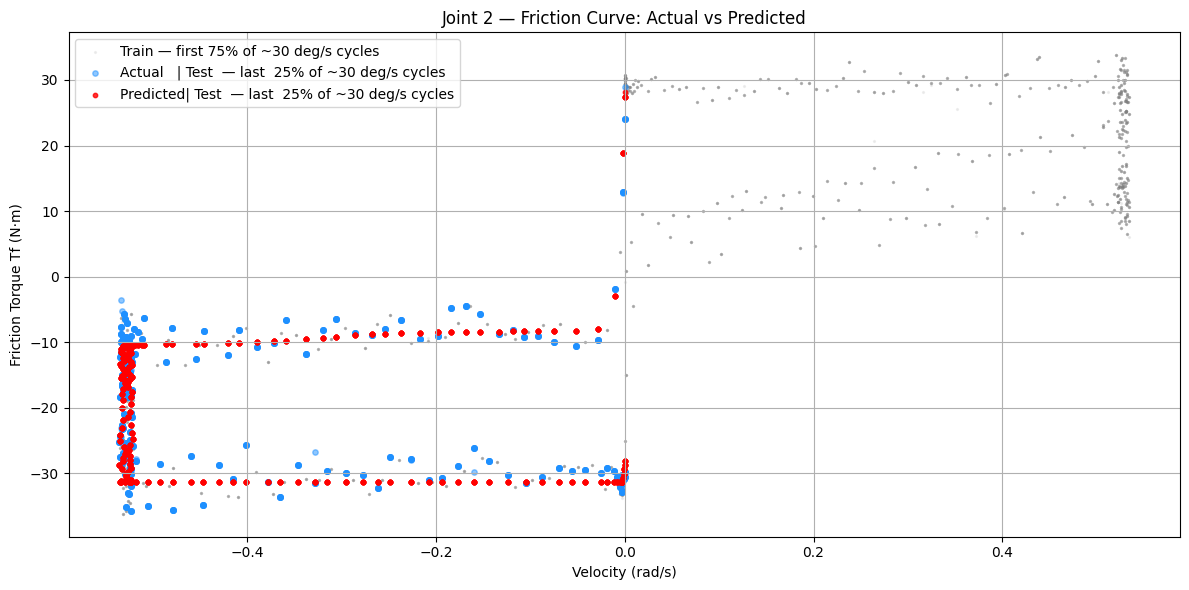 Joint 2 — Friction Curve: Actual vs Predicted
Train — first 75% of ~30 deg/s cycles
Actual   | Test  — last  25% of ~30 deg/s cycles
Predicted| Test  — last  25% of ~30 deg/s cycles
Friction Torque Tf (N·m)
30
20
10
0
−10
−20
−30
−0.4
−0.2
0.0
0.2
0.4
Velocity (rad/s)